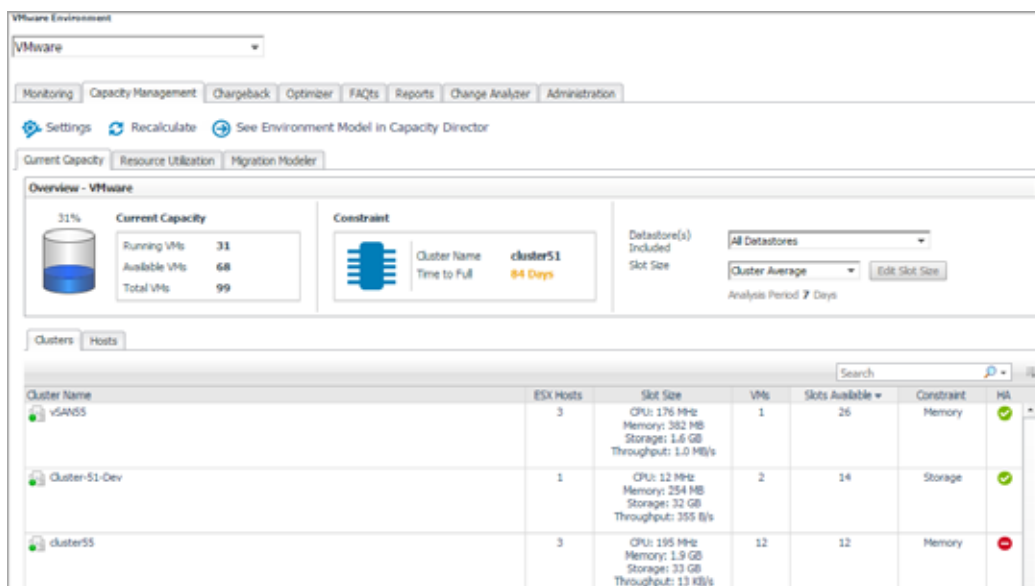 VMware Environment
VMware
Monitoring Capacity Management Chargeback Optimizer FAQts Reports Change Analyzer Administration
Settings Recalculate See Environment Model in Capacity Director
Current Capacity Resource Utilization Migration Modeler
Overview - VMware
31%
Current Capacity
Running VMs 31
Available VMs 68
Total VMs 99
Constraint
Cluster Name cluster51
Time to Full 84 Days
Datastore(s) Included All Datastores
Slot Size Cluster Average Edit Slot Size
Analysis Period 7 Days
Clusters Hosts
Search
Cluster Name ESX Hosts Slot Size VMs Slots Available Constraint HA
vSAN55 3 CPU: 176 MHz 1 26 Memory
Memory: 382 MB
Storage: 1.6 GB
Throughput: 1.0 MB/s
Cluster-51-Dev 1 CPU: 12 MHz 2 14 Storage
Memory: 254 MB
Storage: 32 GB
Throughput: 355 B/s
cluster55 3 CPU: 195 MHz 12 12 Memory
Memory: 1.9 GB
Storage: 33 GB
Throughput: 13 KB/s